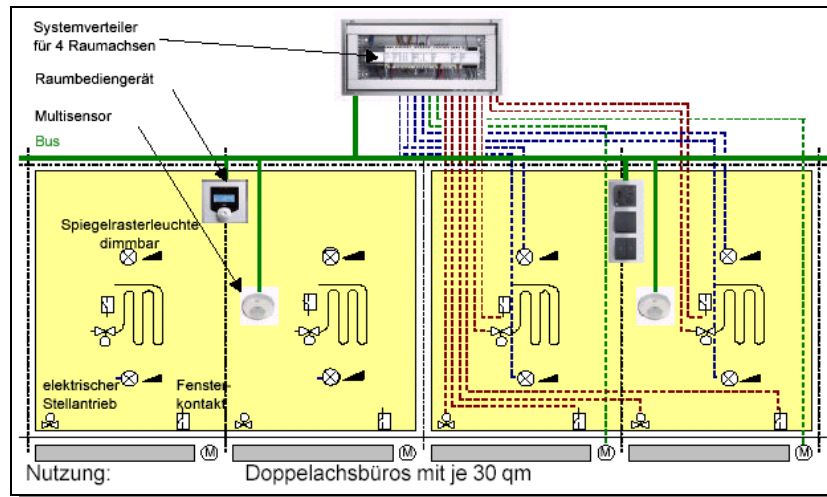 Systemverteiler
für 4 Raumachsen
Raumbediengerät
Multisensor
Bus
Spiegelrasterleuchte
dimmbar
elektrischer
Stellantrieb
Fenster-
kontakt
M
M
M
M
Nutzung:
Doppelachsbüros mit je 30 qm